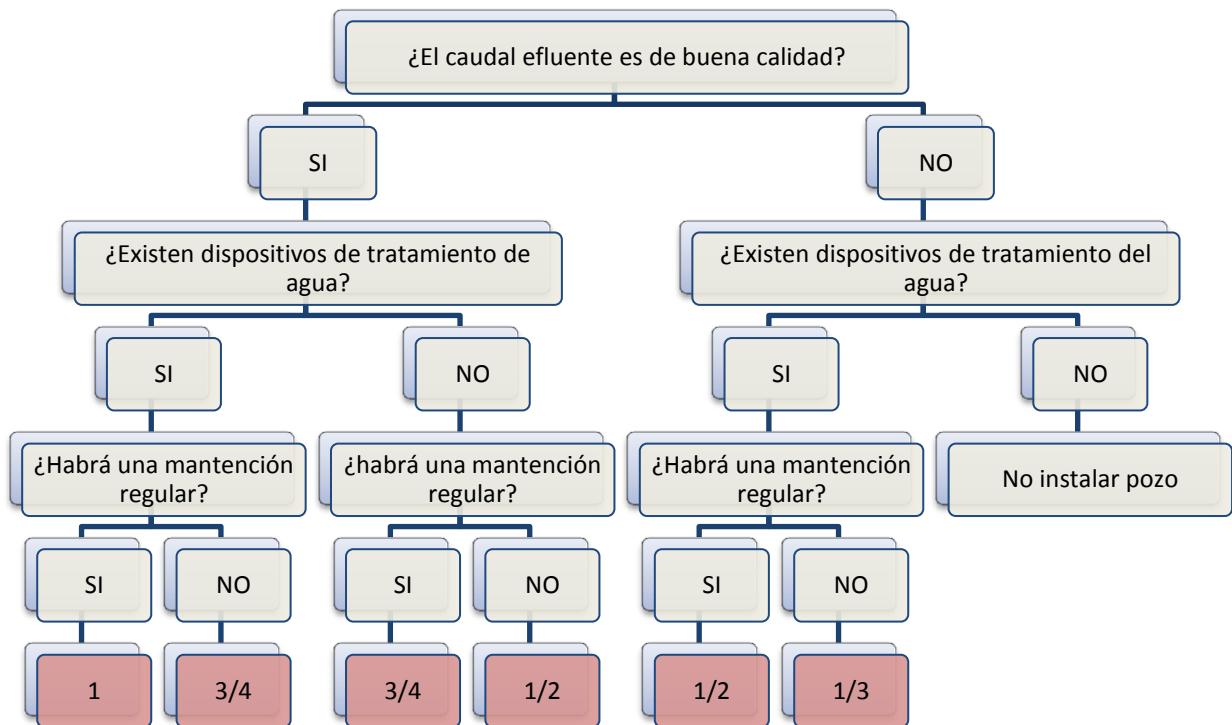 ¿El caudal efluente es de buena calidad?
SI
NO
¿Existen dispositivos de tratamiento de
agua?
¿Existen dispositivos de tratamiento del
agua?
SI
NO
SI
NO
¿Habrá una mantención
regular?
¿habrá una mantención
regular?
¿Habrá una mantención
regular?
No instalar pozo
SI
NO
SI
NO
SI
NO
1
3/4
3/4
1/2
1/2
1/3